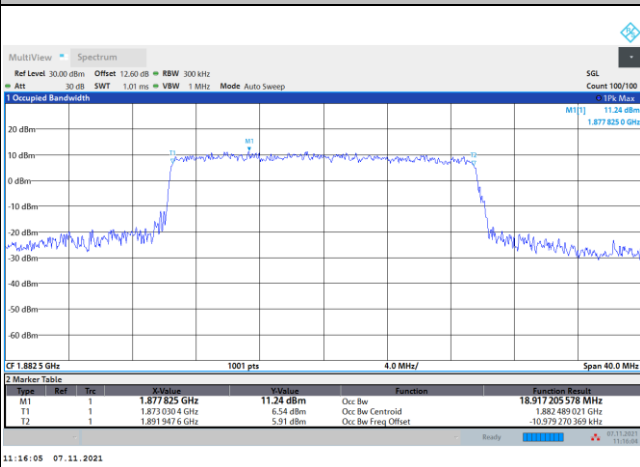 MultiView Spectrum
Ref Level 30.00 dBm Offset 12.60 dB RBW 300 kHz SGL
Att 30 dB SWT 1.01 ms VBW 1 MHz Mode Auto Sweep Count 100/100
1 Occupied Bandwidth 1Pk Max
M1[1] 11.24 dBm
1.877 825 0 GHz
20 dBm
M1
T1 T2
10 dBm
0 dBm
-10 dBm
-20 dBm
-30 dBm
-40 dBm
-50 dBm
-60 dBm
CF 1.882 5 GHz 1001 pts 4.0 MHz/ Span 40.0 MHz
2 Marker Table
Type Ref Trc X-Value Y-Value Function Function Result
M1 1 1.877 825 GHz 11.24 dBm Occ Bw 18.917 205 578 MHz
T1 1 1.873 030 4 GHz 6.54 dBm Occ Bw Centroid 1.882 489 021 GHz
T2 1 1.891 947 6 GHz 5.91 dBm Occ Bw Freq Offset -10.979 270 369 kHz
Ready 07.11.2021
11:16:04
11:16:05 07.11.2021